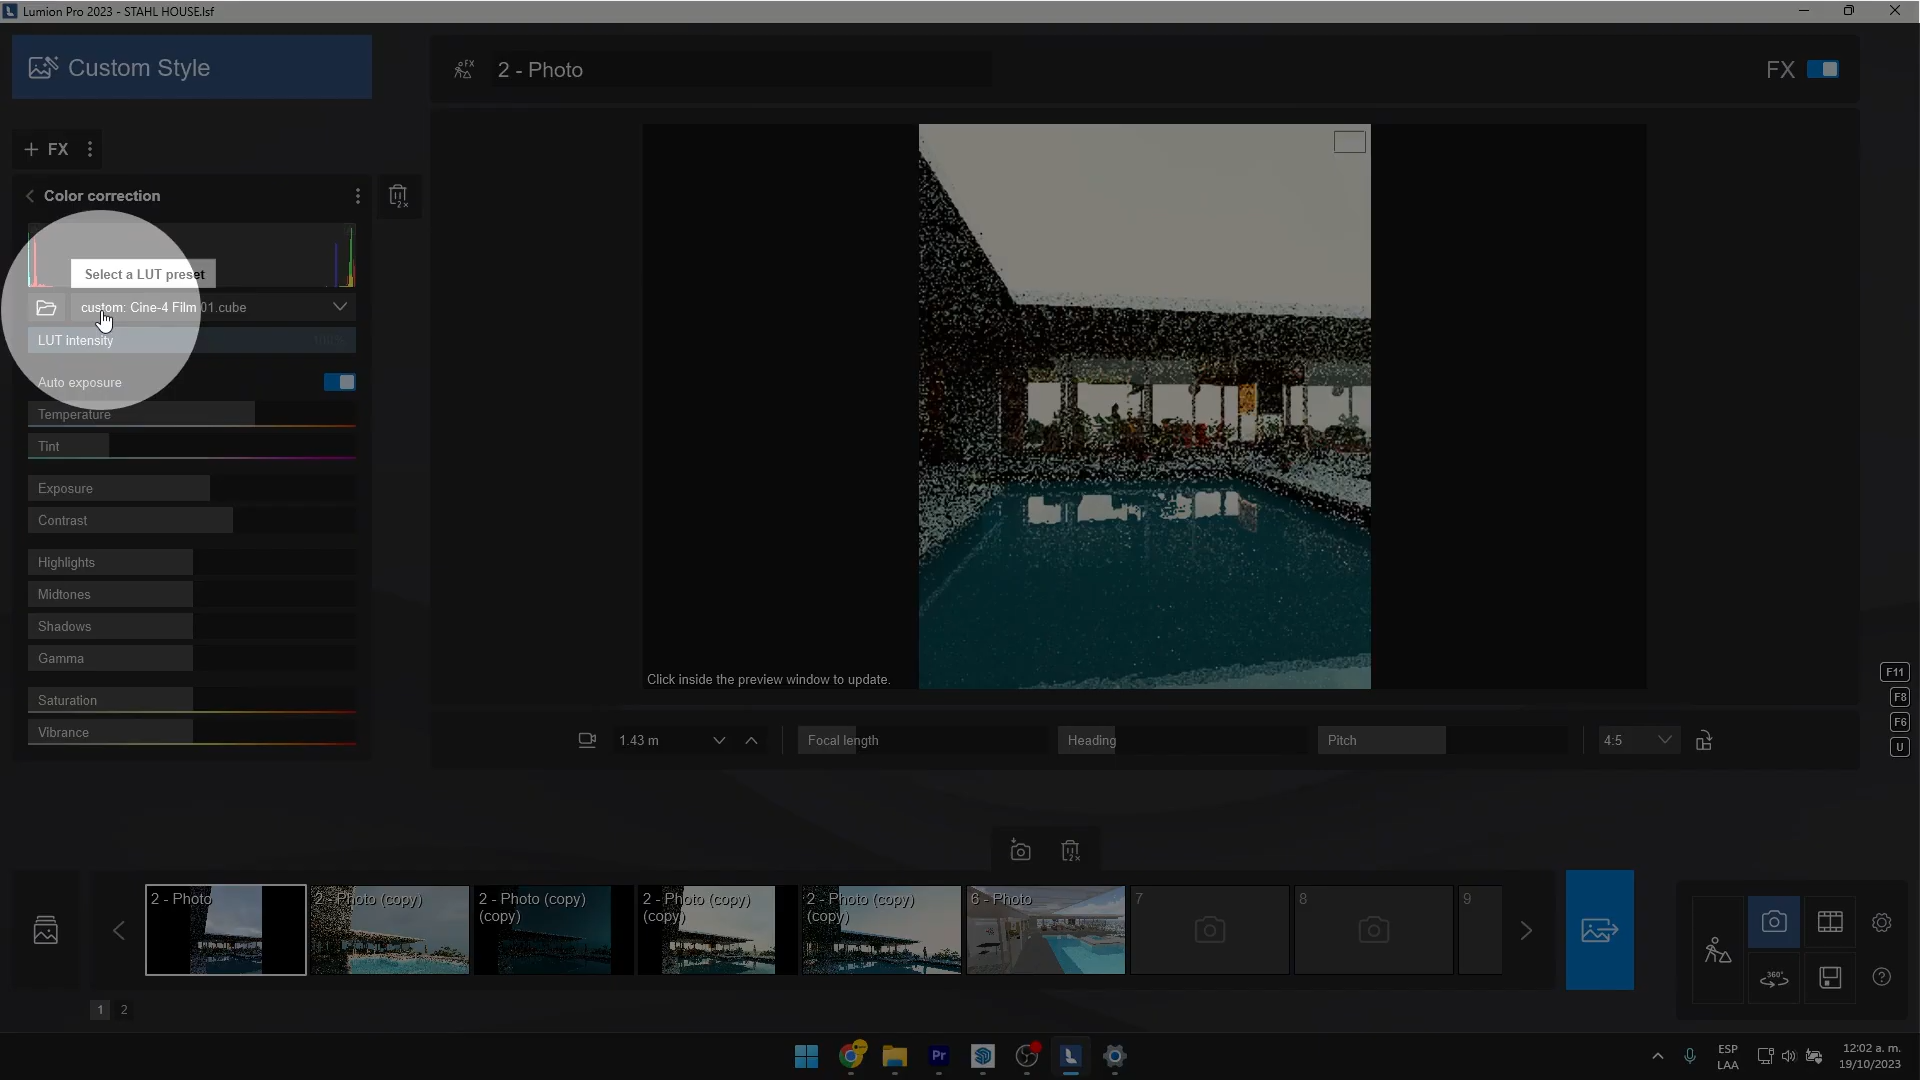 Lumion Pro 2023 - STAHL HOUSE.lsf
Custom Style
2 - Photo
FX
+ FX
Color correction
Select a LUT preset
custom: Cine-4 Film 01.cube
LUT intensity
100%
Auto exposure
Temperature
Tint
Exposure
Contrast
Highlights
Midtones
Shadows
Gamma
Saturation
Vibrance
Click inside the preview window to update.
F11
F8
F6
U
1.43 m
Focal length
Heading
Pitch
4:5
2 - Photo
2 - Photo (copy)
2 - Photo (copy)
(copy)
2 - Photo (copy)
(copy)
2 - Photo (copy)
(copy)
6 - Photo
7
8
9
360°
1
2
Pr
ESP
LAA
12:02 a. m.
19/10/2023